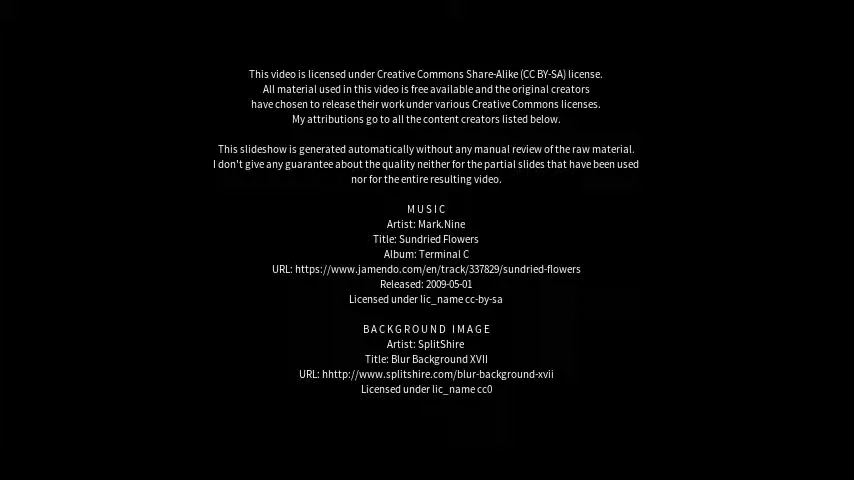 This video is licensed under Creative Commons Share-Alike (CC BY-SA) license.
All material used in this video is free available and the original creators
have chosen to release their work under various Creative Commons licenses.
My attributions go to all the content creators listed below.
This slideshow is generated automatically without any manual review of the raw material.
I don't give any guarantee about the quality neither for the partial slides that have been used
nor for the entire resulting video.
MUSIC
Artist: Mark.Nine
Title: Sundried Flowers
Album: Terminal C
URL: https://www.jamendo.com/en/track/337829/sundried-flowers
Released: 2009-05-01
Licensed under lic_name cc-by-sa
BACKGROUND IMAGE
Artist: SplitShire
Title: Blur Background XVII
URL: hhttp://www.splitshire.com/blur-background-xvii
Licensed under lic_name cc0